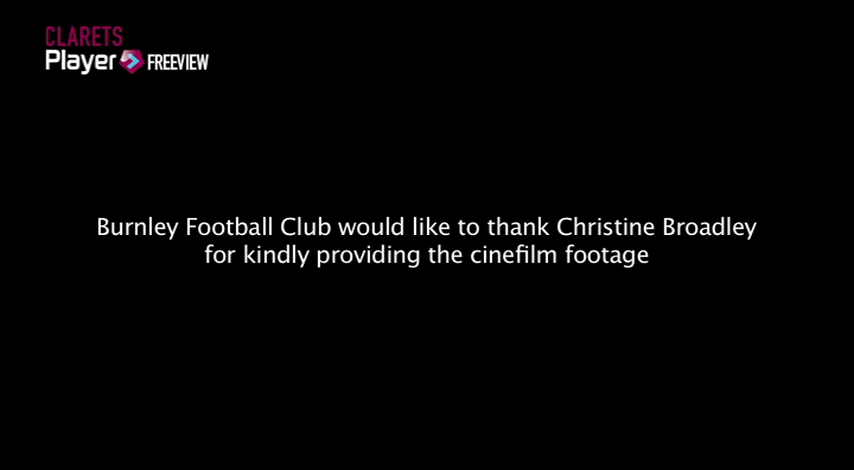 CLARETS
Player FREEVIEW
Burnley Football Club would like to thank Christine Broadley
for kindly providing the cinefilm footage